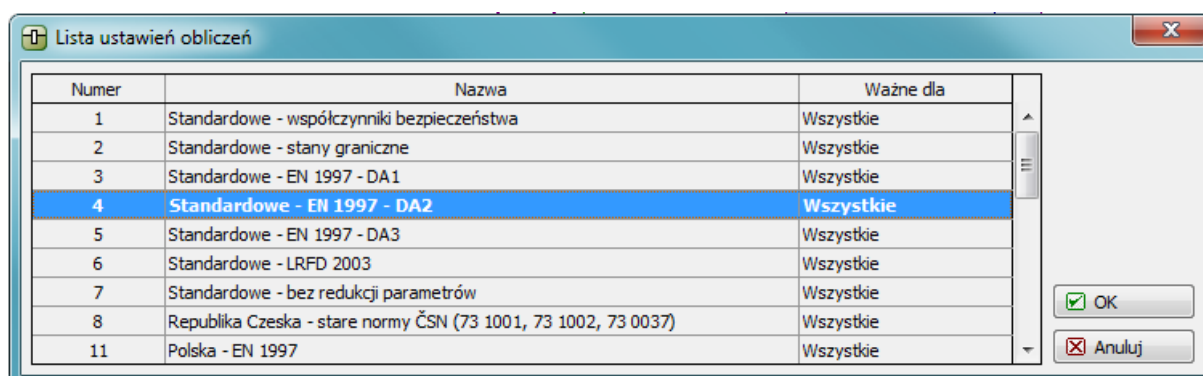 Lista ustawień obliczeń
Numer Nazwa Ważne dla
1 Standardowe - współczynniki bezpieczeństwa Wszystkie
2 Standardowe - stany graniczne Wszystkie
3 Standardowe - EN 1997 - DA1 Wszystkie
4 Standardowe - EN 1997 - DA2 Wszystkie
5 Standardowe - EN 1997 - DA3 Wszystkie
6 Standardowe - LRFD 2003 Wszystkie
7 Standardowe - bez redukcji parametrów Wszystkie
8 Republika Czeska - stare normy ČSN (73 1001, 73 1002, 73 0037) Wszystkie
11 Polska - EN 1997 Wszystkie
OK
Anuluj